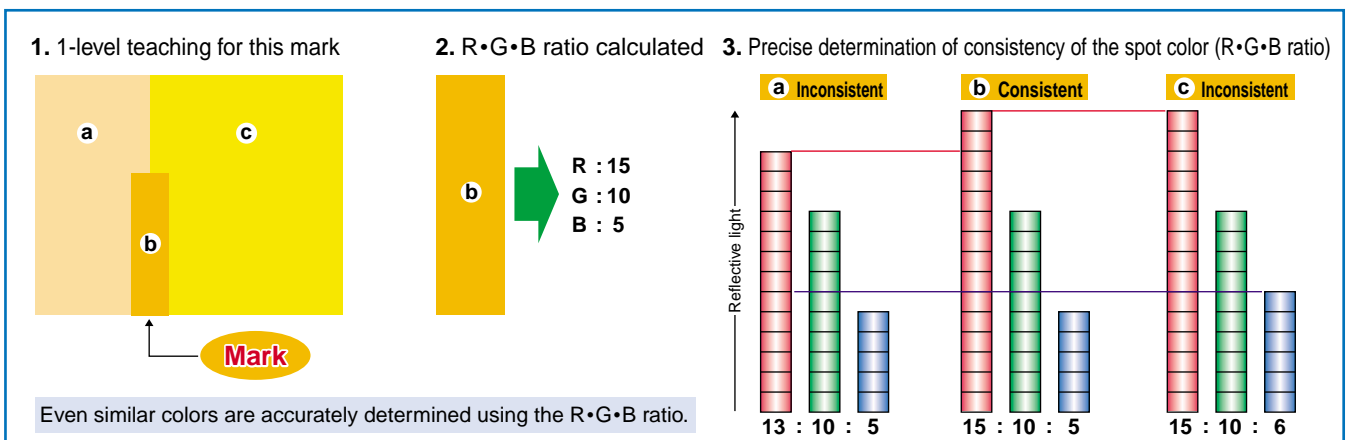 1. 1-level teaching for this mark
a
c
b
Mark
Even similar colors are accurately determined using the R•G•B ratio.
2. R•G•B ratio calculated
b
R : 15
G : 10
B : 5
3. Precise determination of consistency of the spot color (R•G•B ratio)
a Inconsistent
b Consistent
c Inconsistent
Reflective light
13 : 10 : 5
15 : 10 : 5
15 : 10 : 6